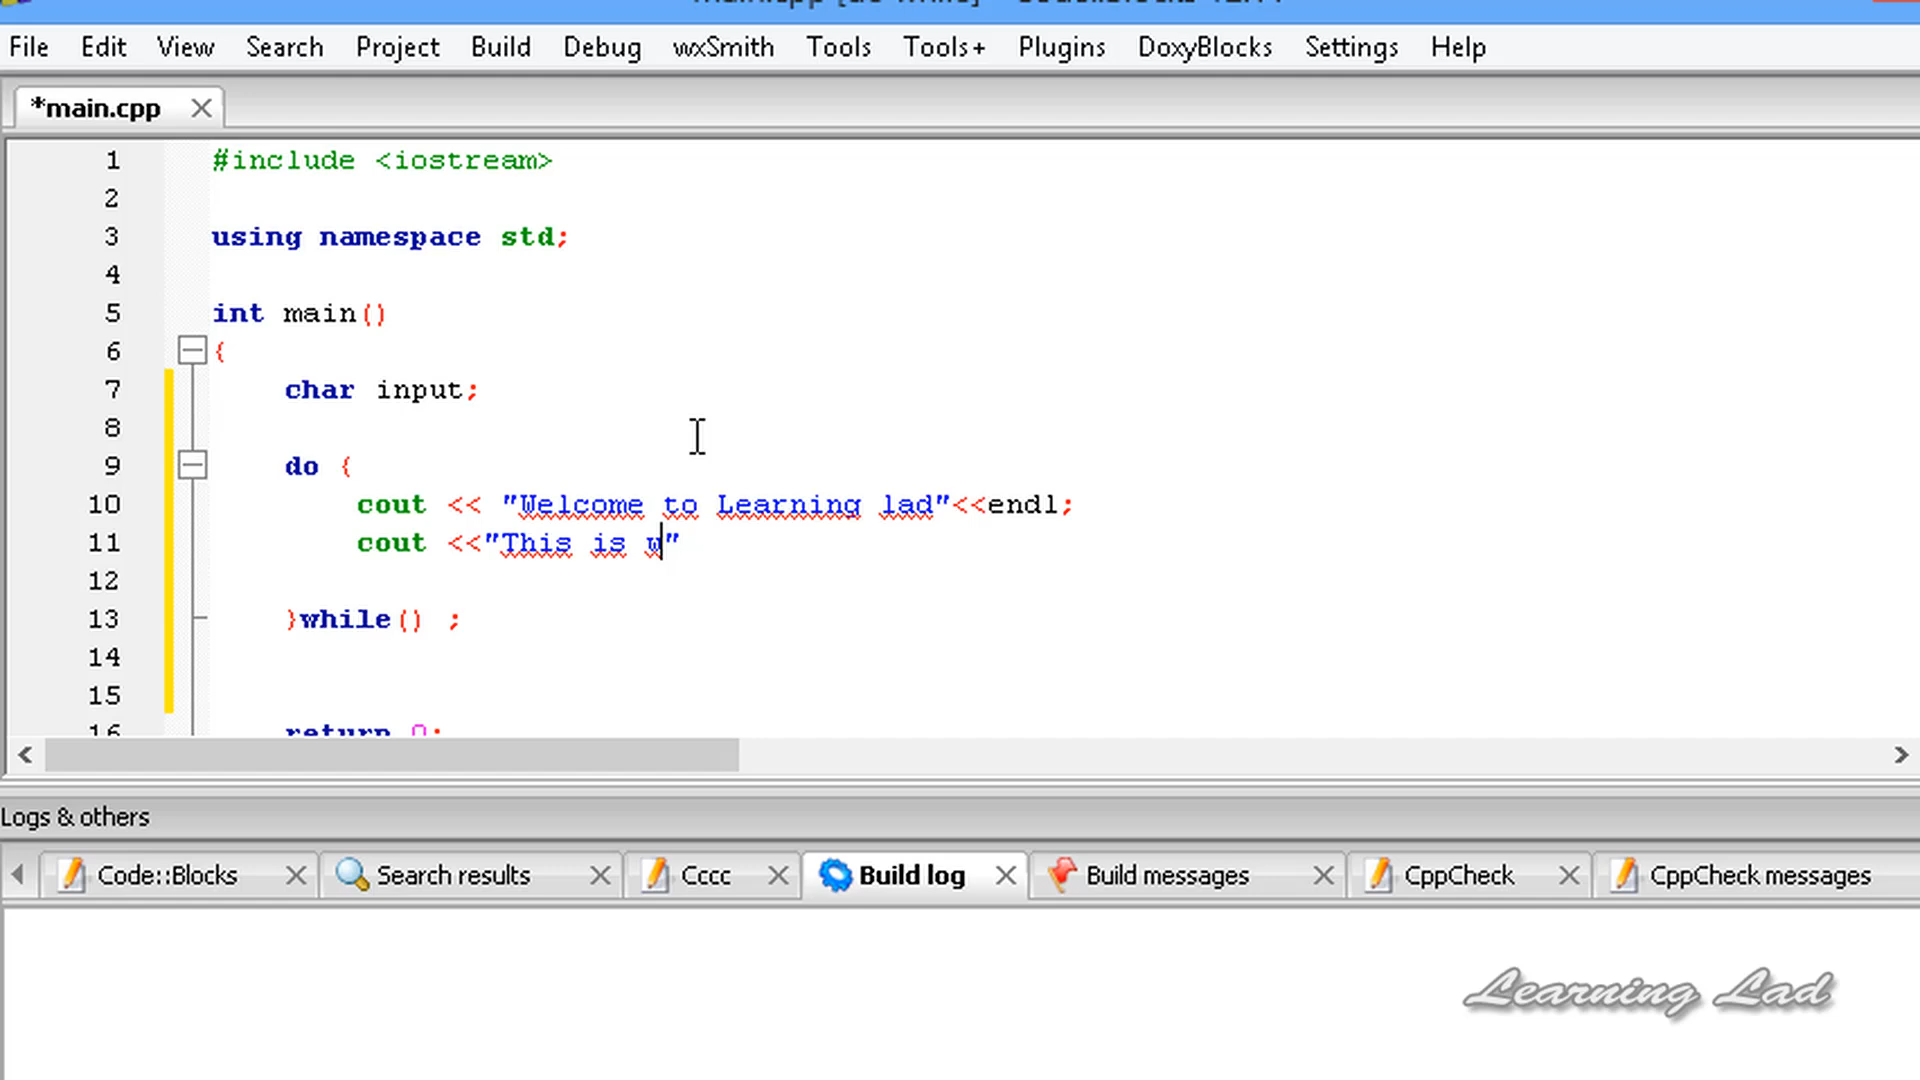 File Edit View Search Project Build Debug wxSmith Tools Tools+ Plugins DoxyBlocks Settings Help
*main.cpp
1 #include <iostream>
2
3 using namespace std;
4
5 int main()
6 {
7 char input;
8
9 do {
10 cout << "Welcome to Learning lad"<<endl;
11 cout <<"This is w"
12
13 }while() ;
14
15
16 return 0;
Logs & others
Code::Blocks Search results Cccc Build log Build messages CppCheck CppCheck messages
Learning Lad